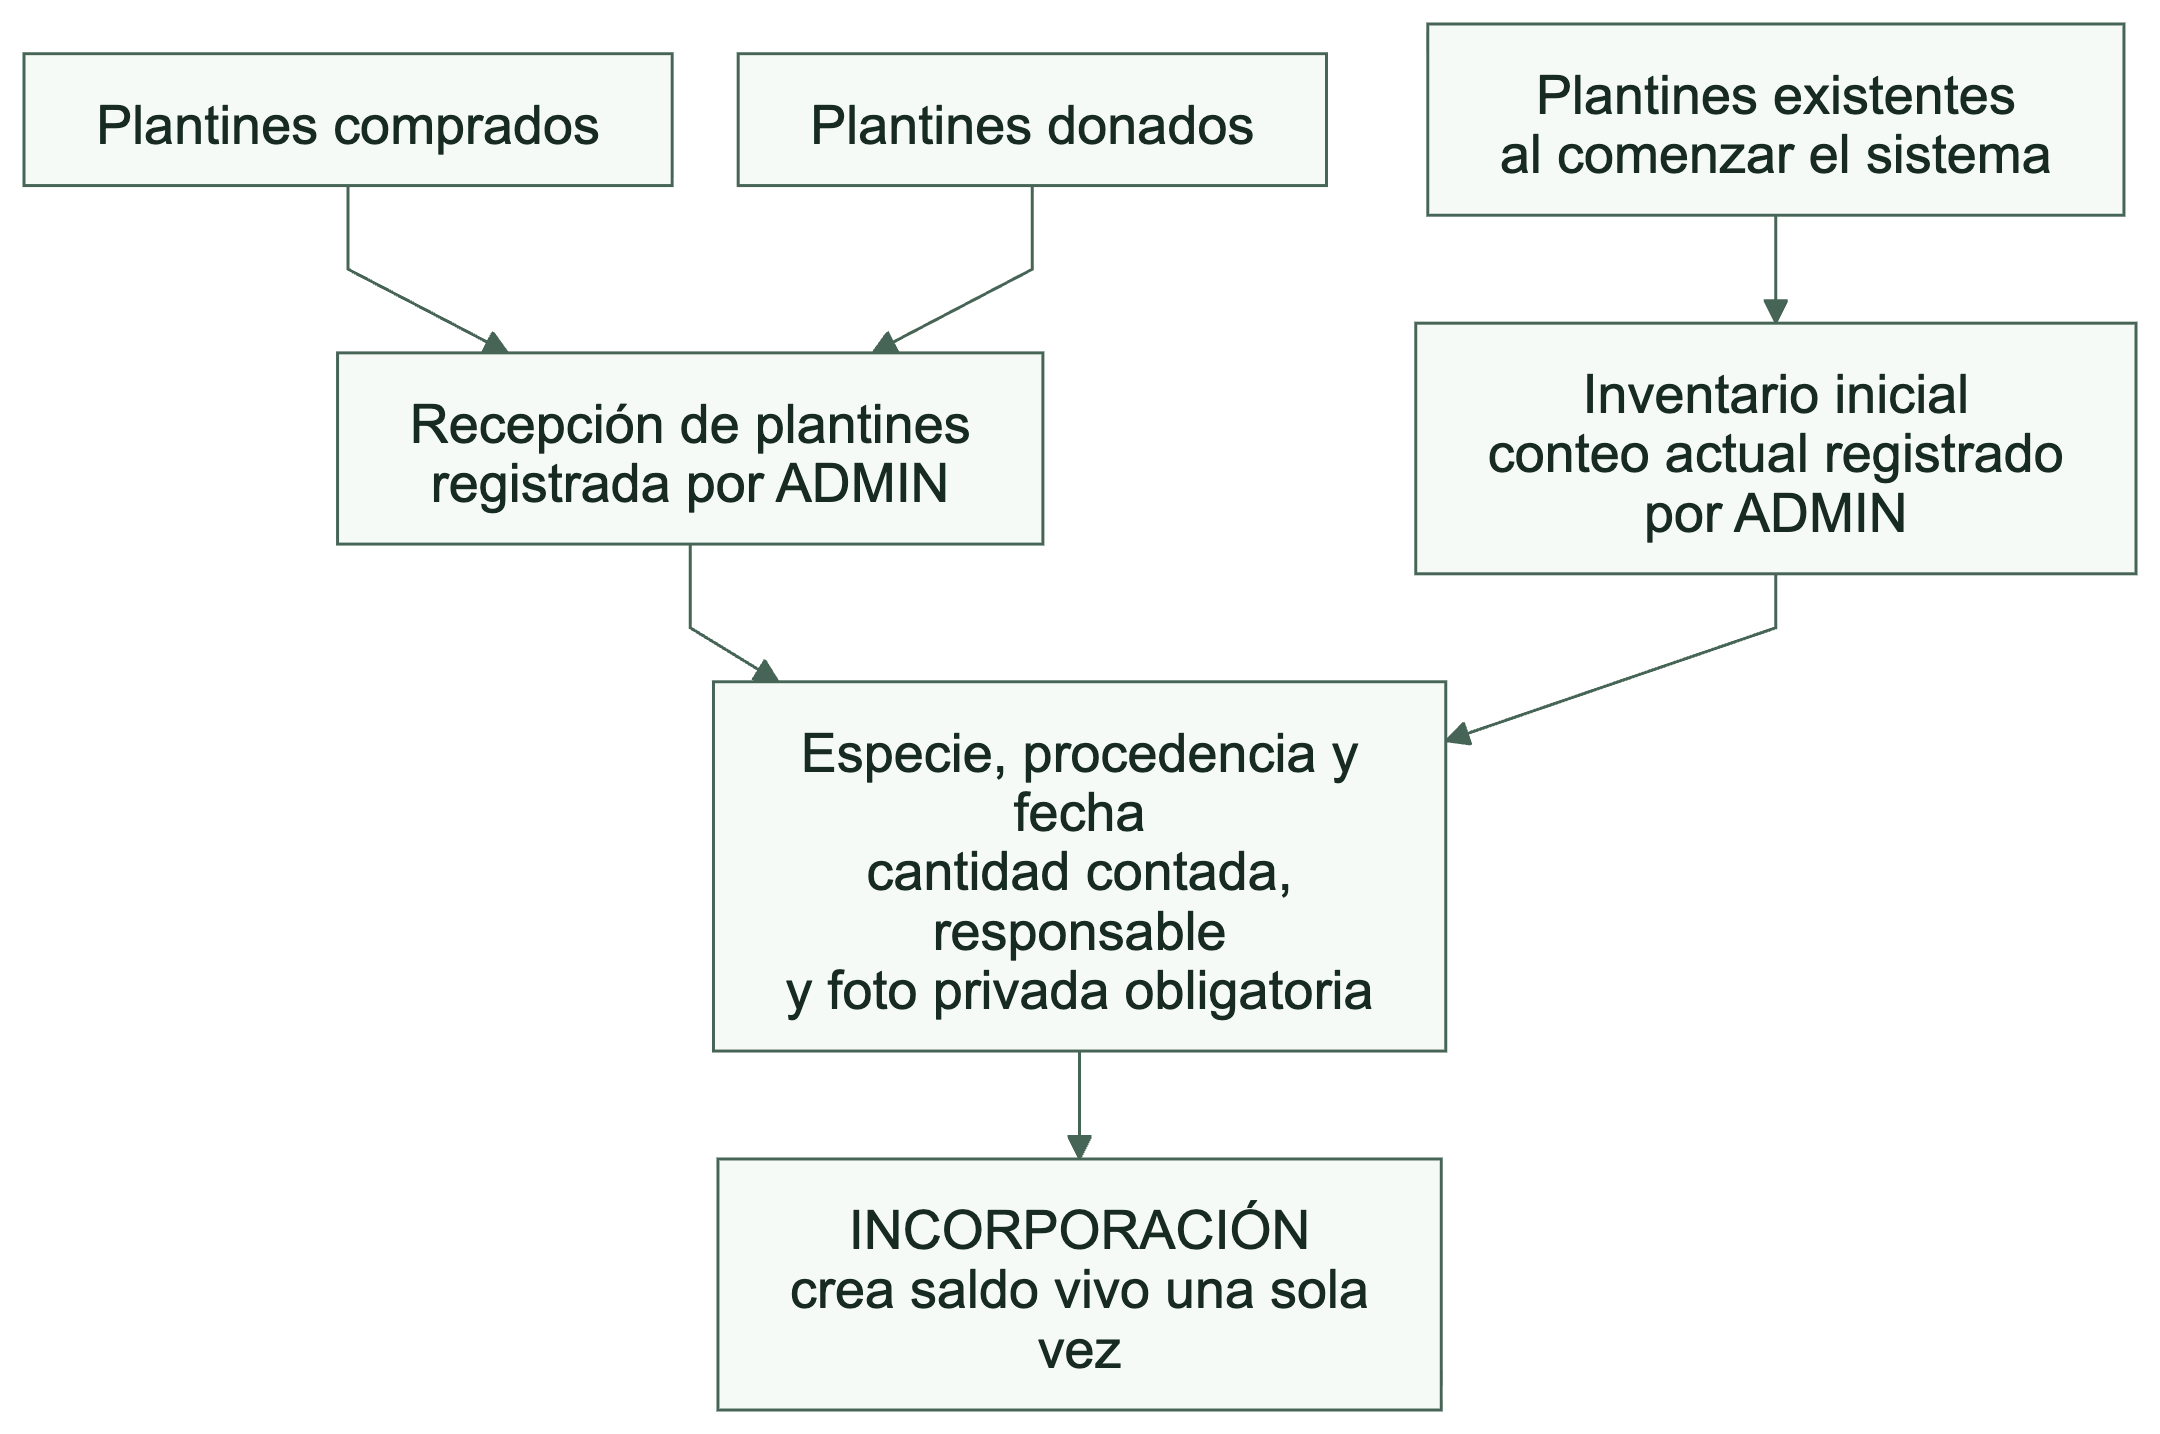 Plantines comprados
Plantines donados
Plantines existentes
al comenzar el sistema
Recepción de plantines
registrada por ADMIN
Inventario inicial
conteo actual registrado
por ADMIN
Especie, procedencia y
fecha
cantidad contada,
responsable
y foto privada obligatoria
INCORPORACIÓN
crea saldo vivo una sola
vez